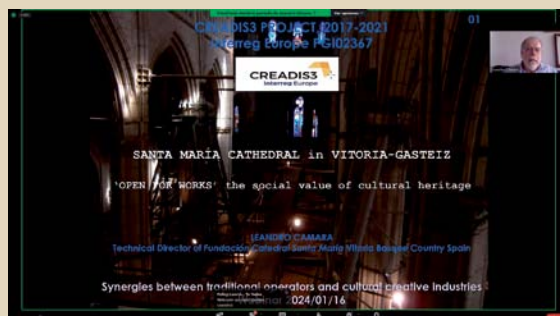 01
CREADIS3 PROJECT, 2017-2021
Interreg Europe PGI02367
CREADIS3
Interreg Europe
SANTA MARÍA CATHEDRAL in VITORIA-GASTEIZ
'OPEN FOR WORKS' the social value of cultural heritage
LEANDRO CAMARA
Technical Director of Fundación Catedral Santa María Vitoria Basque Country Spain
Synergies between traditional operators and cultural creative industries
2024/01/16